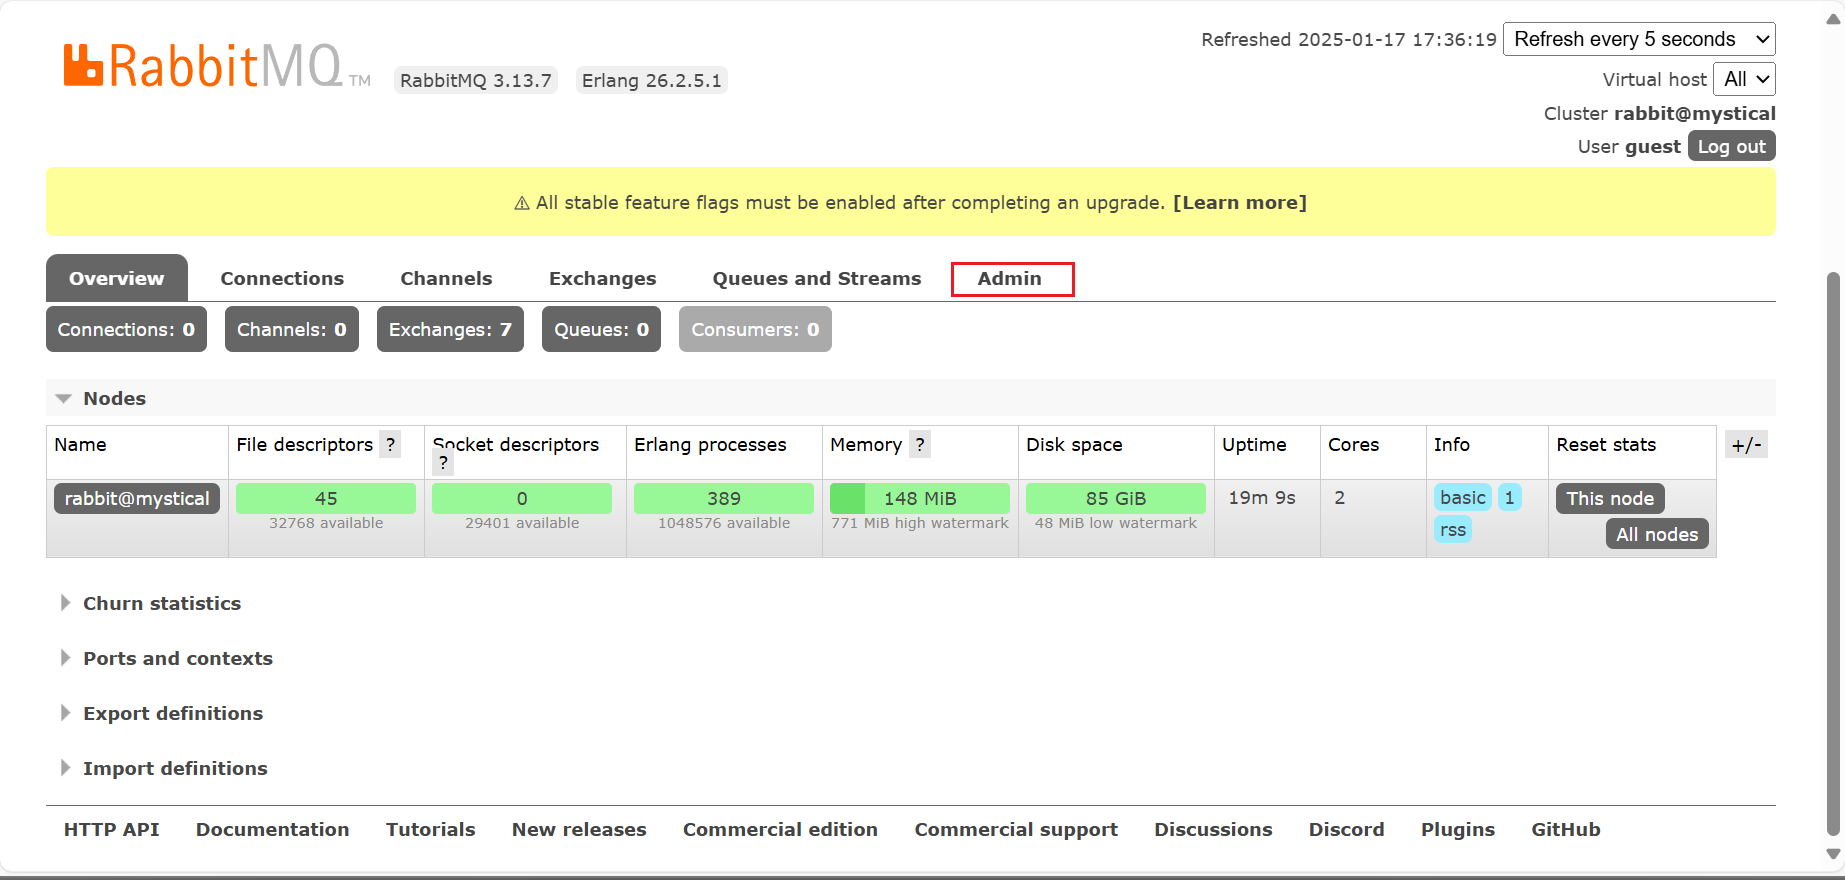 Refreshed 2025-01-17 17:36:19 Refresh every 5 seconds
RabbitMQ TM RabbitMQ 3.13.7 Erlang 26.2.5.1
Virtual host All
Cluster rabbit@mystical
User guest Log out
⚠ All stable feature flags must be enabled after completing an upgrade. [Learn more]
Overview Connections Channels Exchanges Queues and Streams Admin
Connections: 0 Channels: 0 Exchanges: 7 Queues: 0 Consumers: 0
Nodes
Name File descriptors ? Socket descriptors ? Erlang processes Memory ? Disk space Uptime Cores Info Reset stats +/-
rabbit@mystical 45 0 389 148 MiB 85 GiB 19m 9s 2 basic 1 This node
32768 available 29401 available 1048576 available 771 MiB high watermark 48 MiB low watermark rss All nodes
Churn statistics
Ports and contexts
Export definitions
Import definitions
HTTP API Documentation Tutorials New releases Commercial edition Commercial support Discussions Discord Plugins GitHub